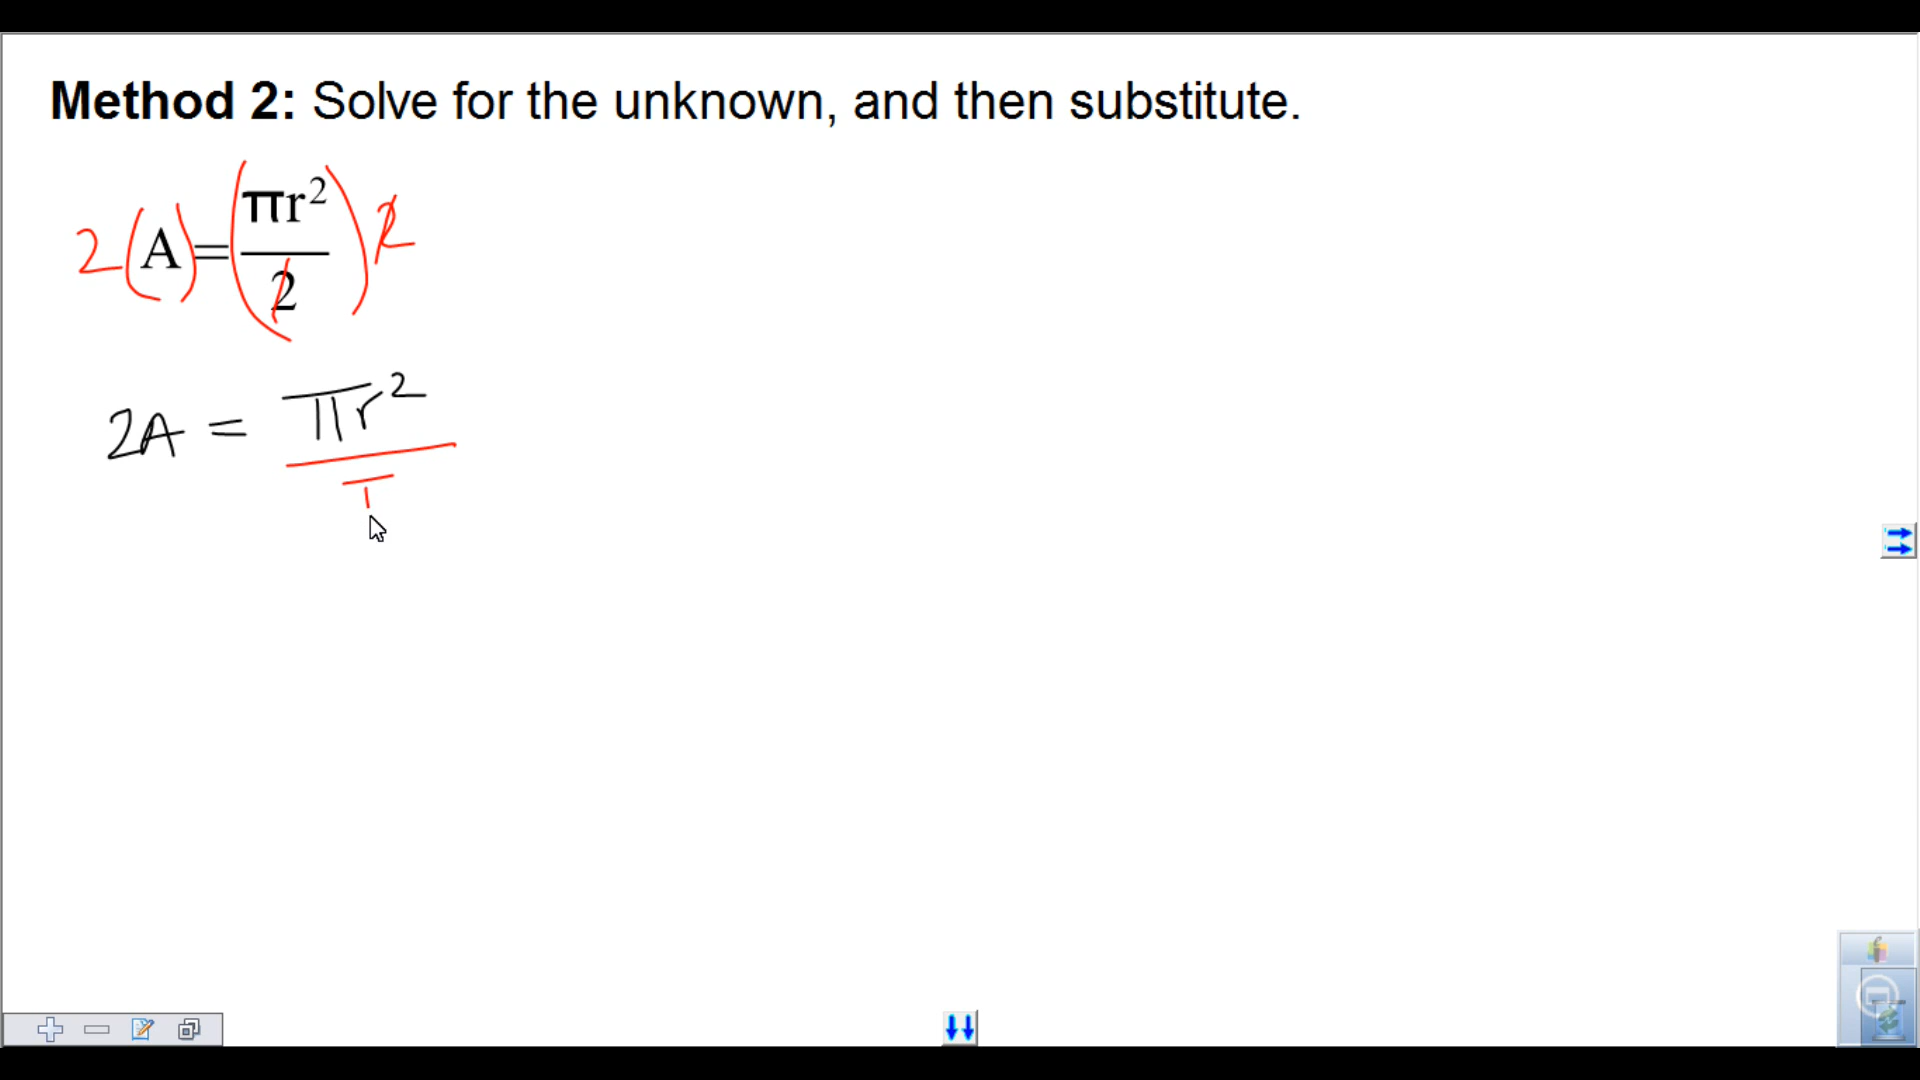 Method 2: Solve for the unknown, and then substitute.
2(A)=(πr²/2)2
2A = πr²